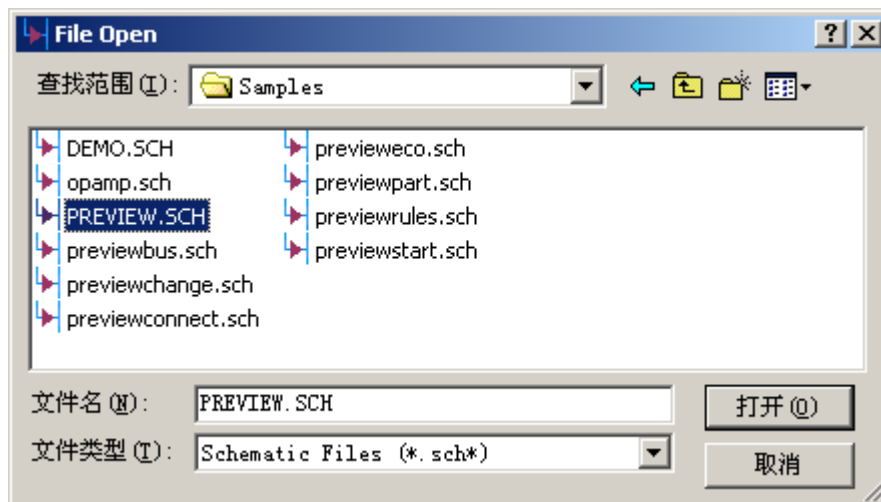 File Open
查找范围(I): Samples
DEMO.SCH
opamp.sch
PREVIEW.SCH
previewbus.sch
previewchange.sch
previewconnect.sch
previeweco.sch
previewpart.sch
previewrules.sch
previewstart.sch
文件名(N): PREVIEW.SCH 打开(O)
文件类型(T): Schematic Files (*.sch*) 取消